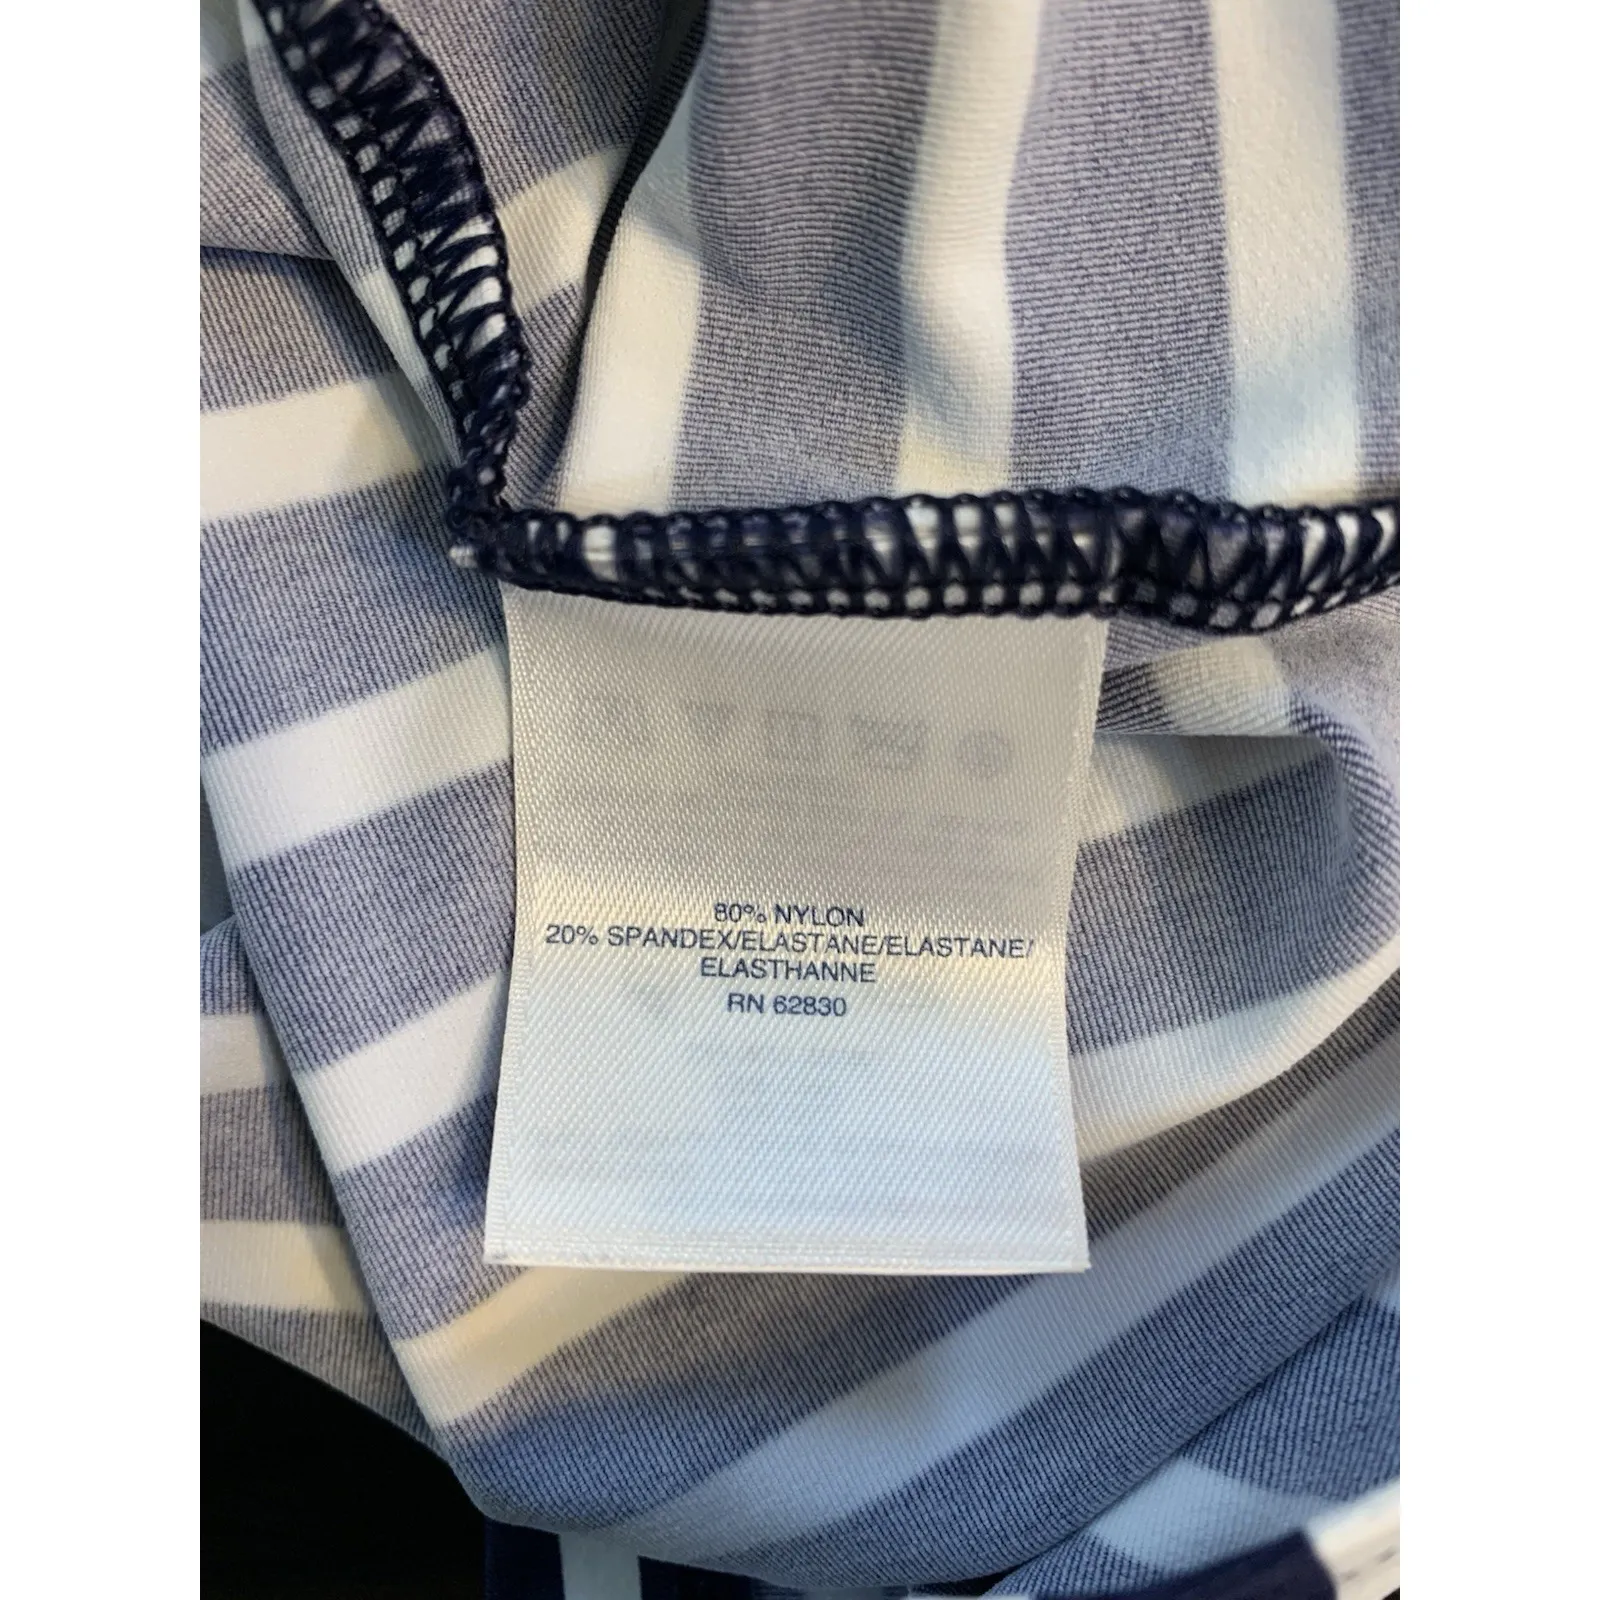 80% NYLON
20% SPANDEX/ELASTANE/ELASTANE/
ELASTHANNE
RN 62830